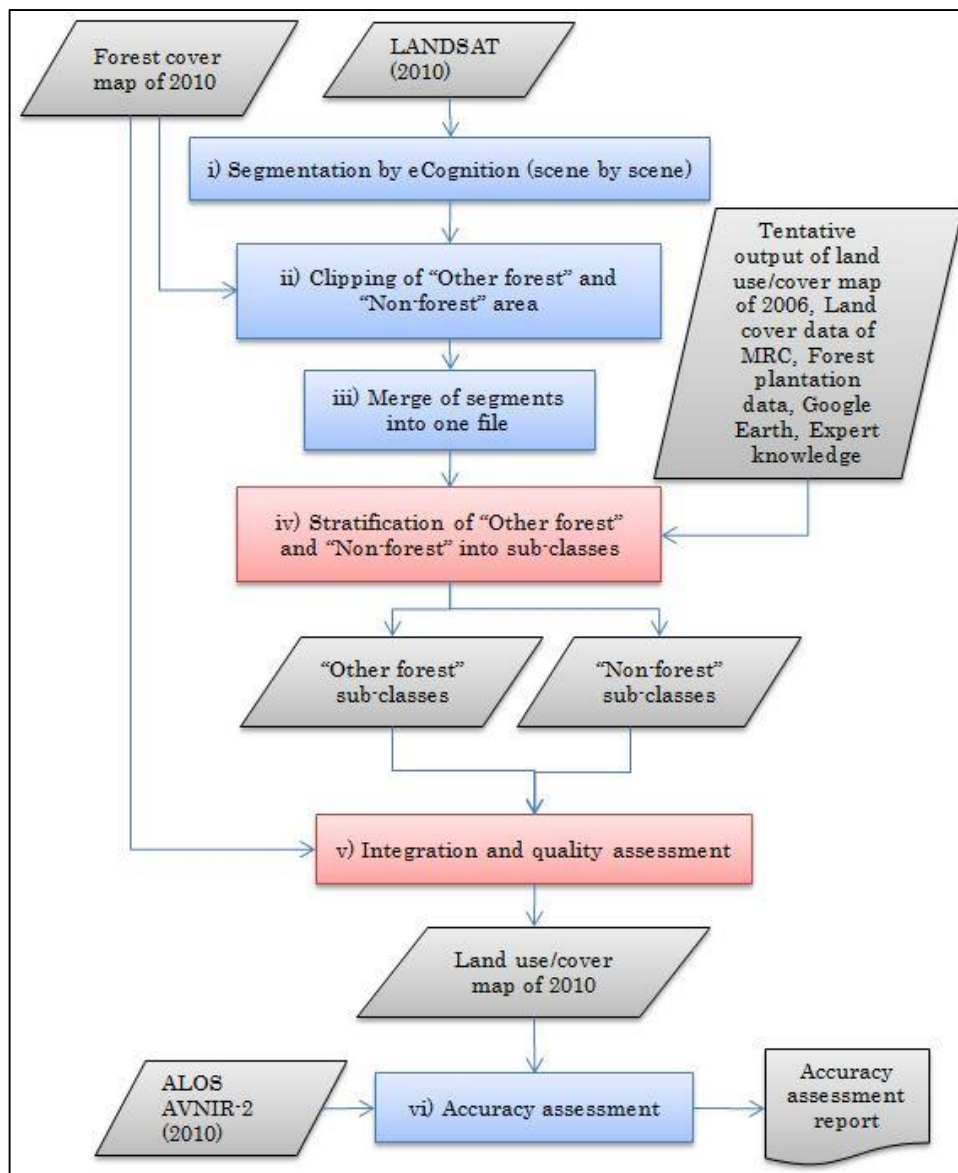 Forest cover
map of 2010
LANDSAT
(2010)
i) Segmentation by eCognition (scene by scene)
ii) Clipping of “Other forest” and
“Non-forest” area
Tentative
output of land
use/cover map
of 2006, Land
cover data of
MRC, Forest
plantation
data, Google
Earth, Expert
knowledge
iii) Merge of segments
into one file
iv) Stratification of “Other forest”
and “Non-forest” into sub-classes
“Other forest”
sub-classes
“Non-forest”
sub-classes
v) Integration and quality assessment
Land use/cover
map of 2010
ALOS
AVNIR-2
(2010)
vi) Accuracy assessment
Accuracy
assessment
report